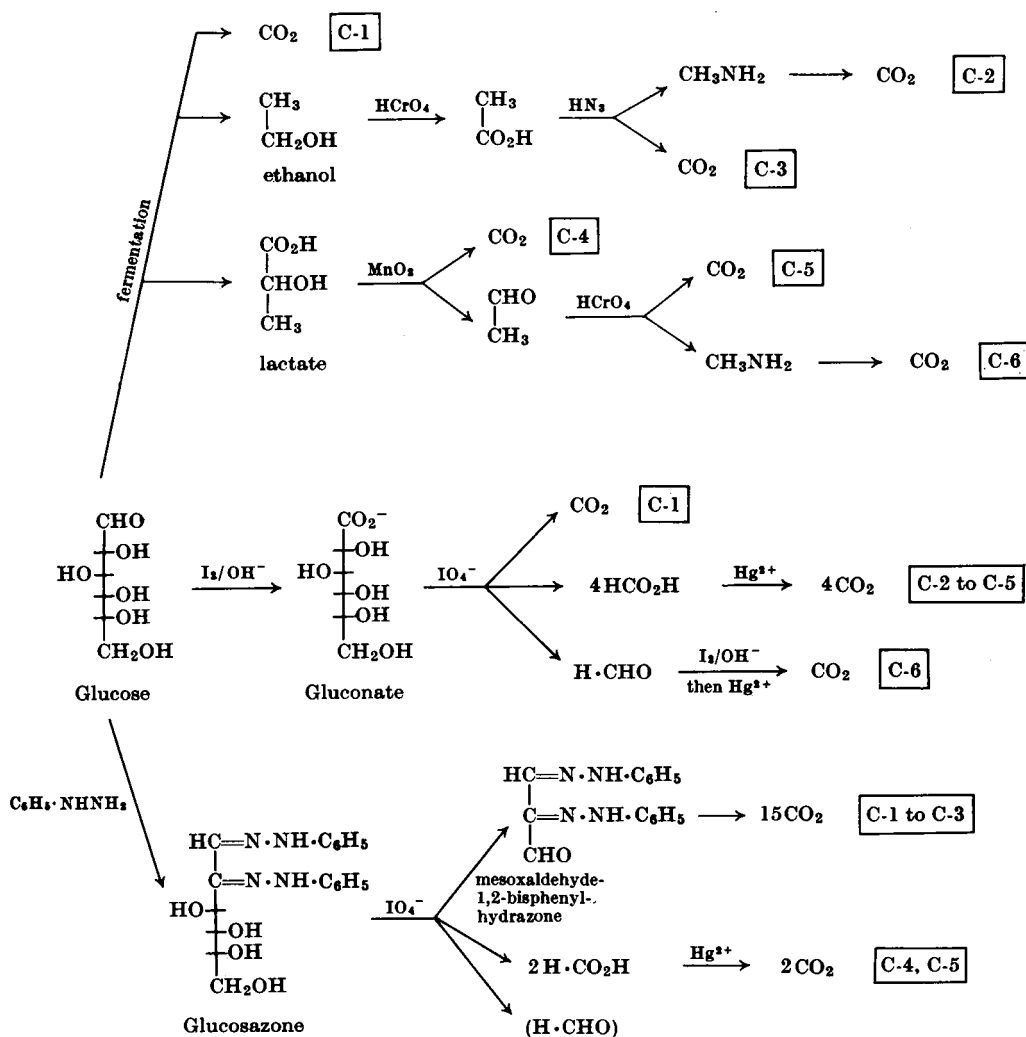 CO₂ C-1
CH₃
CH₂OH
ethanol
HCrO₄
CH₃
CO₂H
HN₃
CH₃NH₂
CO₂ C-2
CO₂ C-3
fermentation
CO₂H
CHOH
CH₃
lactate
MnO₂
CO₂ C-4
CHO
CH₃
HCrO₄
CO₂ C-5
CH₃NH₂
CO₂ C-6
CHO
OH
HO
OH
OH
CH₂OH
Glucose
I₂/OH⁻
CO₂⁻
OH
HO
OH
OH
CH₂OH
Gluconate
IO₄⁻
CO₂ C-1
4HCO₂H
Hg²⁺
4CO₂ C-2 to C-5
H·CHO
I₂/OH⁻
then Hg²⁺
CO₂ C-6
C₆H₅·NHNH₂
HC=N·NH·C₆H₅
C=N·NH·C₆H₅
HO
OH
OH
CH₂OH
Glucosazone
IO₄⁻
HC=N·NH·C₆H₅
C=N·NH·C₆H₅
CHO
mesoxaldehyde-
1,2-bisphenyl-
hydrazone
15CO₂ C-1 to C-3
2H·CO₂H
Hg²⁺
2CO₂ C-4, C-5
(H·CHO)